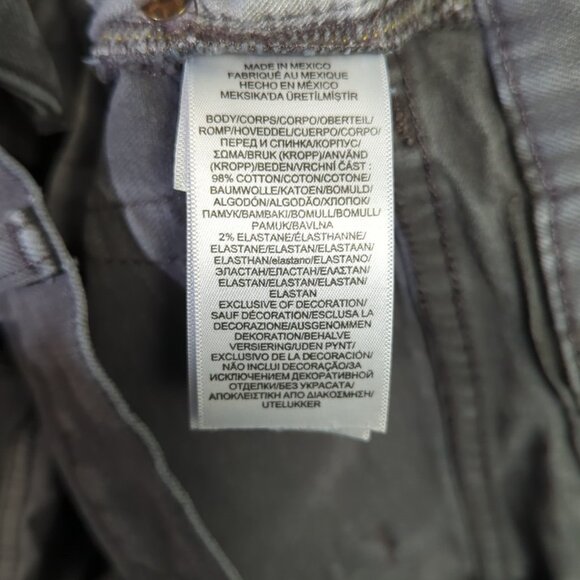 MADE IN MEXICO
FABRIQUÉ AU MEXIQUE
HECHO EN MÉXICO
MEKSIKA'DA ÜRETİLMİŞTİR
BODY/CORPS/CORPO/OBERTEIL/
ROMP/HOVEDDEL/CUERPO/CORPO/
ПЕРЕД И СПИНКА/КОРПУС/
ΣΩΜΑ/BRUK (KROPP)/ANVÄND
(KROPP)/BEDEN/VRCHNÍ ČÁST :
98% COTTON/COTON/COTONE/
BAUMWOLLE/KATOEN/BOMULD/
ALGODÓN/ALGODÃO/ХЛОПОК/
ПАМУК/BAMBAKI/BOMULL/BOMULL/
PAMUK/BAVLNA
2% ELASTANE/ÉLASTHANNE/
ELASTANE/ELASTAN/ELASTAAN/
ELASTHAN/elastano/ELASTANO/
ЭЛАСТАН/ЕЛАСТАН/ΕΛΑΣΤΑΝ/
ELASTAN/ELASTAN/ELASTAN/
ELASTAN
EXCLUSIVE OF DECORATION/
SAUF DÉCORATION/ESCLUSA LA
DECORAZIONE/AUSGENOMMEN
DEKORATION/BEHALVE
VERSIERING/UDEN PYNT/
EXCLUSIVO DE LA DECORACIÓN/
NÃO INCLUI DECORAÇÃO/ЗА
ИСКЛЮЧЕНИЕМ ДЕКОРАТИВНОЙ
ОТДЕЛКИ/БЕЗ УКРАСАТА/
ΑΠΟΚΛΕΙΣΤΙΚΗ ΑΠΟ ΔΙΑΚΟΣΜΗΣΗ/
UTELUKKER